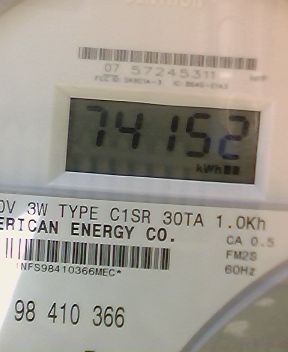 07 57245311
74152
kWh
0V 3W TYPE C1SR 30TA 1.0Kh
ERICAN ENERGY CO.
CA 0.5
FM2S
60Hz
*NFS98410366MEC*
98 410 366